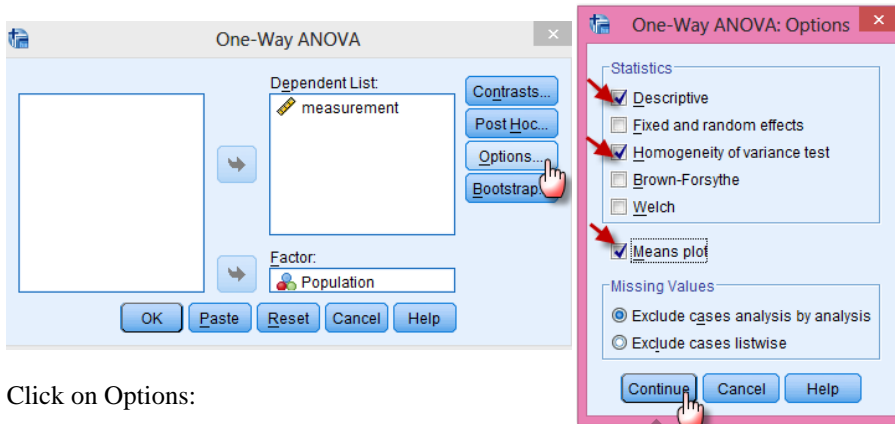 One-Way ANOVA
Dependent List:
measurement
Contrasts...
Post Hoc...
Options...
Bootstrap...
Factor:
Population
OK Paste Reset Cancel Help
Click on Options:
One-Way ANOVA: Options
Statistics
Descriptive
Fixed and random effects
Homogeneity of variance test
Brown-Forsythe
Welch
Means plot
Missing Values
Exclude cases analysis by analysis
Exclude cases listwise
Continue Cancel Help